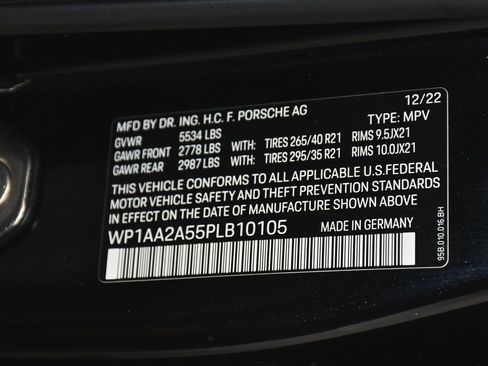 12/22
MFD BY DR. ING. H.C. F. PORSCHE AG
GVWR 5534 LBS TYPE: MPV
GAWR FRONT 2778 LBS WITH: TIRES 265/40 R21 RIMS 9.5JX21
GAWR REAR 2987 LBS WITH: TIRES 295/35 R21 RIMS 10.0JX21
THIS VEHICLE CONFORMS TO ALL APPLICABLE U.S.FEDERAL
MOTOR VEHICLE SAFETY AND THEFT PREVENTION STANDARDS
IN EFFECT ON THE DATE OF MANUFACTURE SHOWN ABOVE
WP1AA2A55PLB10105 MADE IN GERMANY
95B.010.016.BH